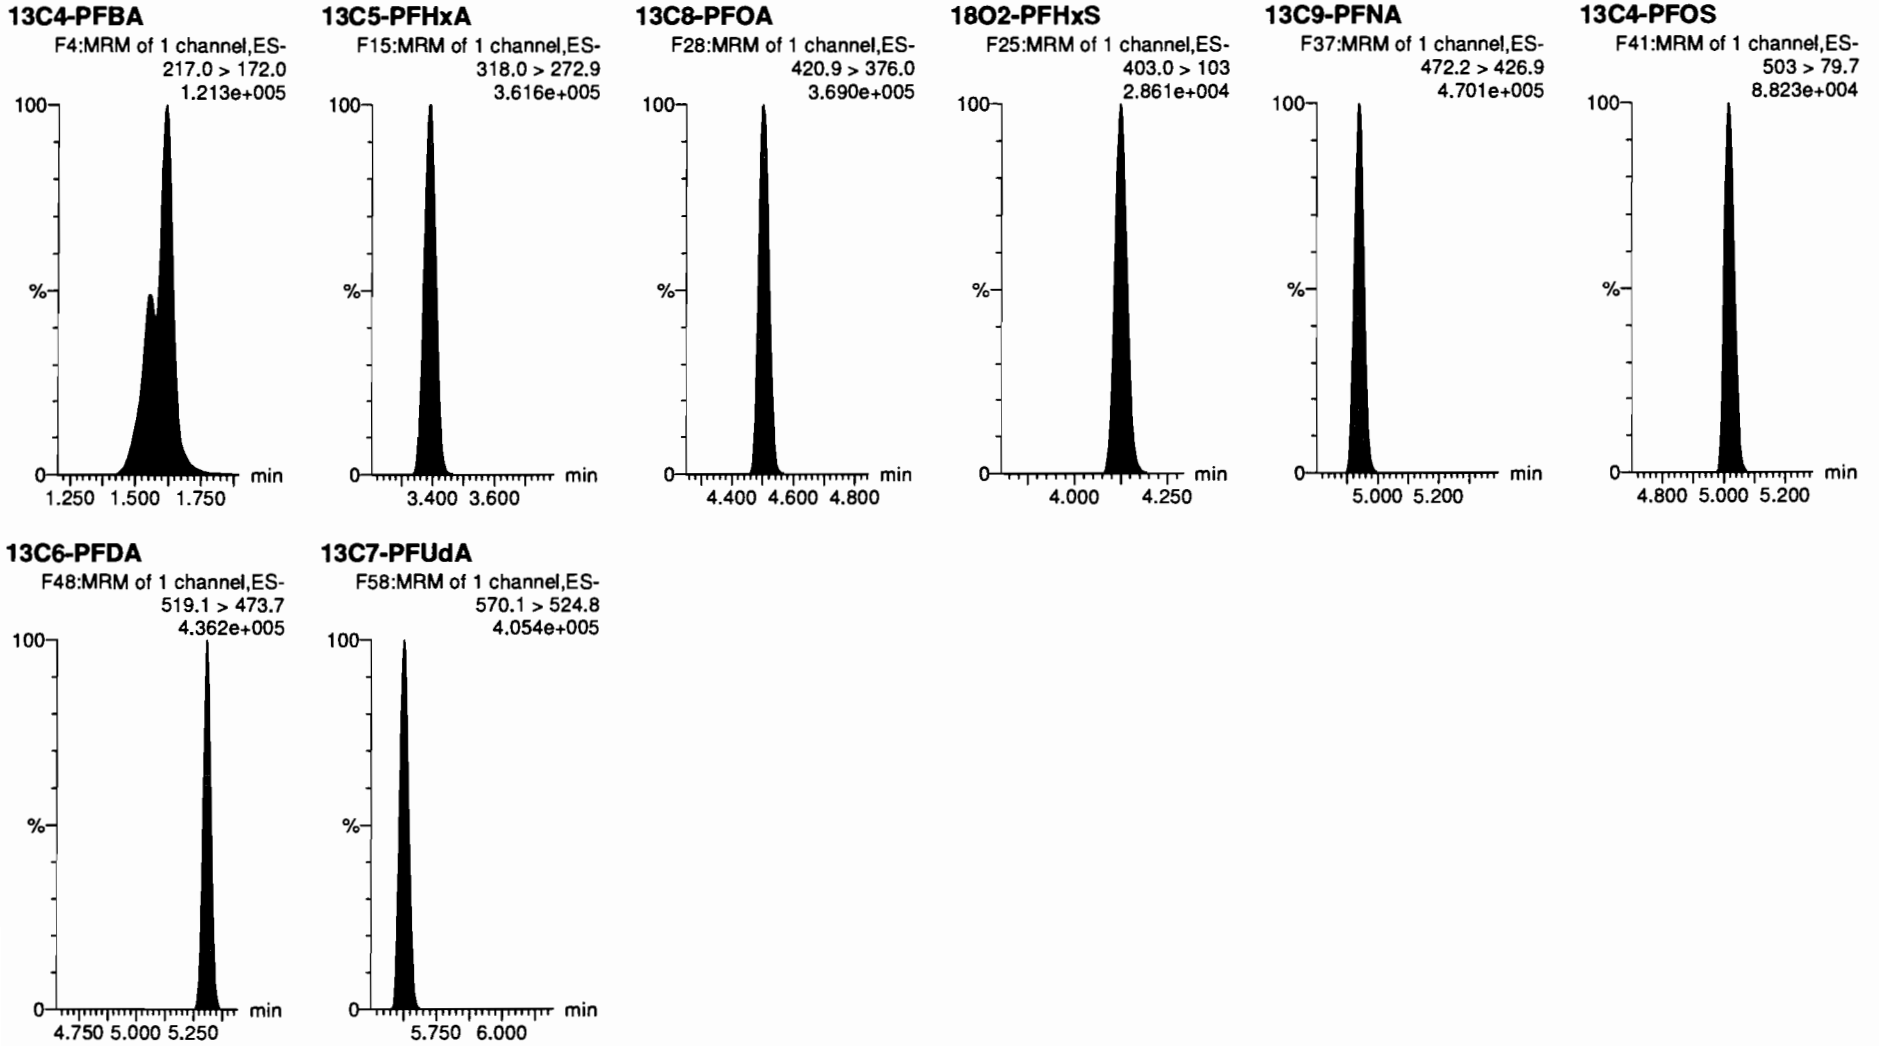 13C4-PFBA
F4:MRM of 1 channel,ES-
217.0 > 172.0
1.213e+005
100
%
0
min
1.250 1.500 1.750
13C5-PFHxA
F15:MRM of 1 channel,ES-
318.0 > 272.9
3.616e+005
100
%
0
min
3.400 3.600
13C8-PFOA
F28:MRM of 1 channel,ES-
420.9 > 376.0
3.690e+005
100
%
0
min
4.400 4.600 4.800
18O2-PFHxS
F25:MRM of 1 channel,ES-
403.0 > 103
2.861e+004
100
%
0
min
4.000 4.250
13C9-PFNA
F37:MRM of 1 channel,ES-
472.2 > 426.9
4.701e+005
100
%
0
min
5.000 5.200
13C4-PFOS
F41:MRM of 1 channel,ES-
503 > 79.7
8.823e+004
100
%
0
min
4.800 5.000 5.200
13C6-PFDA
F48:MRM of 1 channel,ES-
519.1 > 473.7
4.362e+005
100
%
0
min
4.750 5.000 5.250
13C7-PFUdA
F58:MRM of 1 channel,ES-
570.1 > 524.8
4.054e+005
100
%
0
min
5.750 6.000